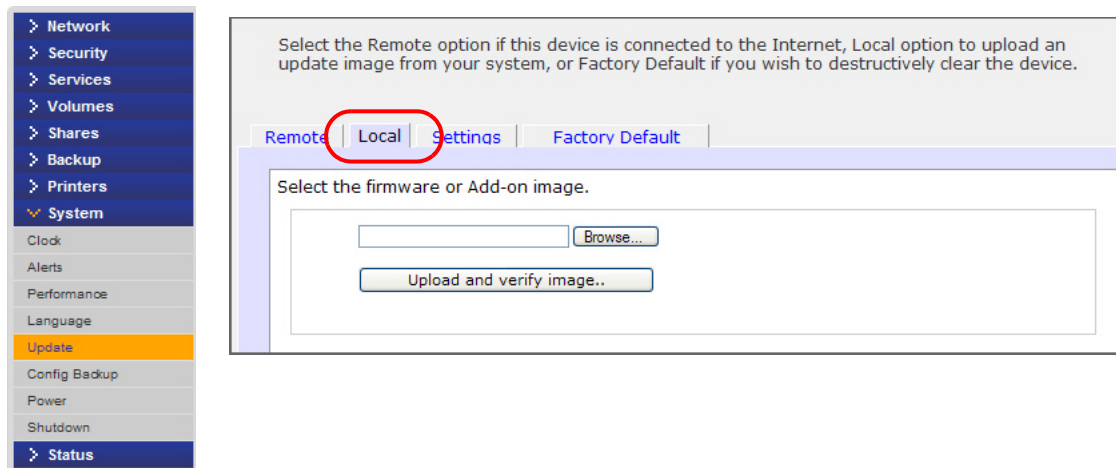 Network
Security
Services
Volumes
Shares
Backup
Printers
System
Clock
Alerts
Performance
Language
Update
Config Backup
Power
Shutdown
Status
Select the Remote option if this device is connected to the Internet, Local option to upload an
update image from your system, or Factory Default if you wish to destructively clear the device.
Remote Local Settings Factory Default
Select the firmware or Add-on image.
Browse...
Upload and verify image..